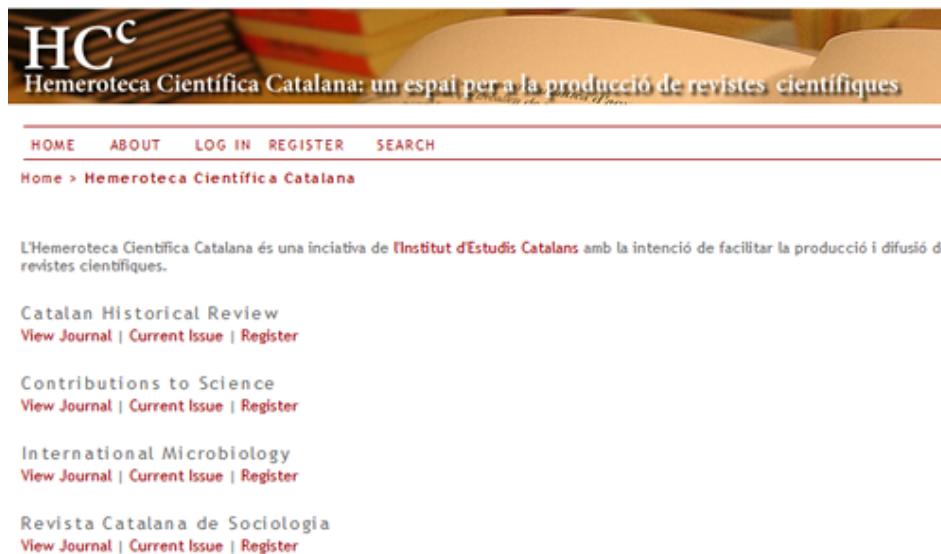 HCc
Hemeroteca Científica Catalana: un espai per a la producció de revistes científiques
HOME ABOUT LOG IN REGISTER SEARCH
Home > Hemeroteca Científica Catalana
L'Hemeroteca Científica Catalana és una inciativa de l'Institut d'Estudis Catalans amb la intenció de facilitar la producció i difusió d
revistes científiques.
Catalan Historical Review
View Journal | Current Issue | Register
Contributions to Science
View Journal | Current Issue | Register
International Microbiology
View Journal | Current Issue | Register
Revista Catalana de Sociologia
View Journal | Current Issue | Register